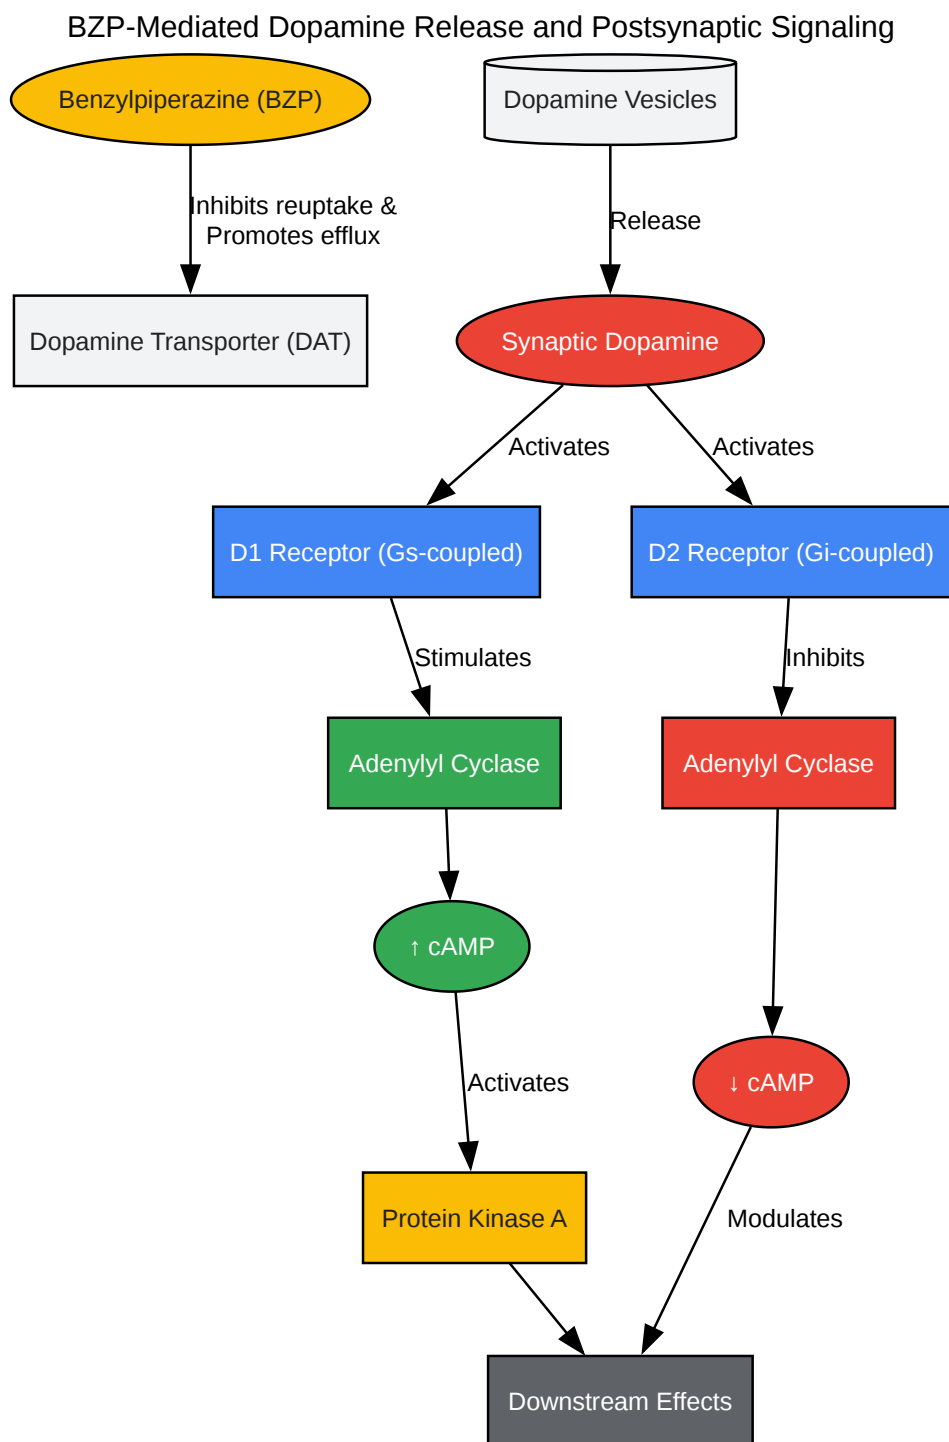 BZP-Mediated Dopamine Release and Postsynaptic Signaling
Benzylpiperazine (BZP)
Dopamine Vesicles
Inhibits reuptake &
Promotes efflux
Release
Dopamine Transporter (DAT)
Synaptic Dopamine
Activates
Activates
D1 Receptor (Gs-coupled)
D2 Receptor (Gi-coupled)
Stimulates
Inhibits
Adenylyl Cyclase
Adenylyl Cyclase
↑ cAMP
Activates
↓ cAMP
Protein Kinase A
Modulates
Downstream Effects